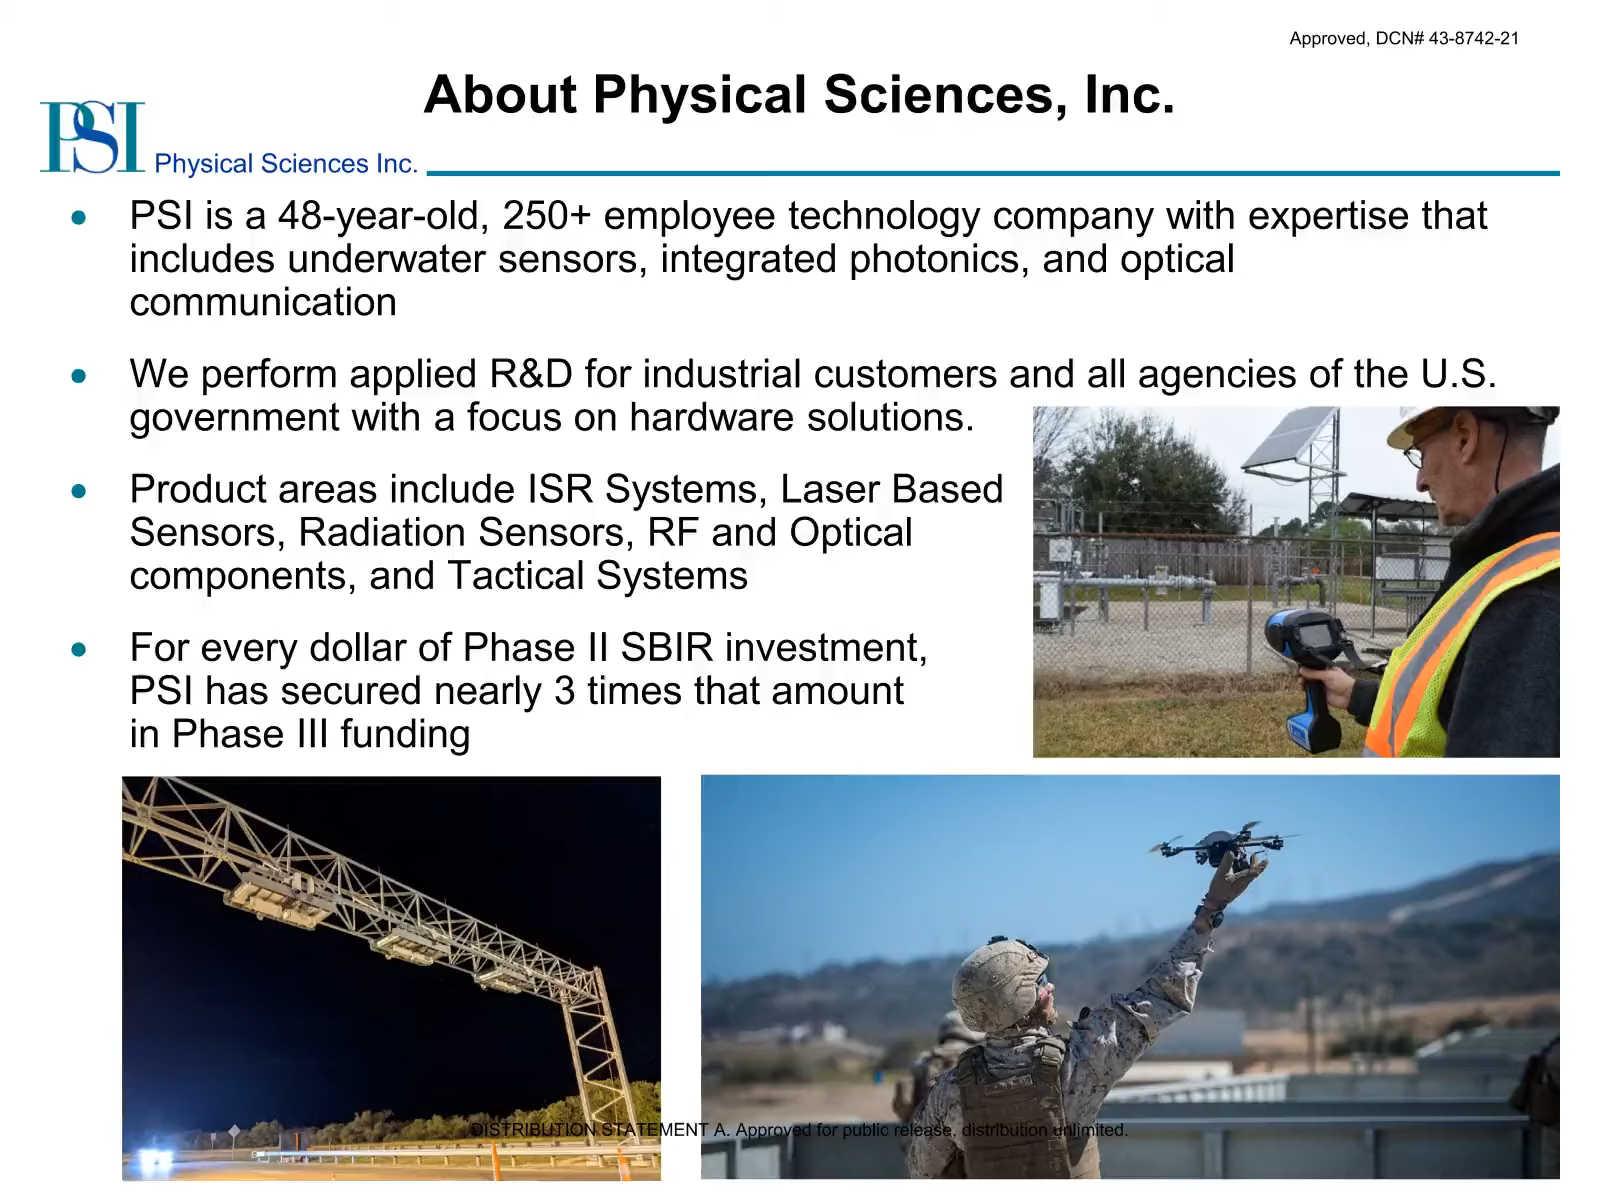 Approved, DCN# 43-8742-21
About Physical Sciences, Inc.
PSI
Physical Sciences Inc.
• PSI is a 48-year-old, 250+ employee technology company with expertise that
includes underwater sensors, integrated photonics, and optical
communication
• We perform applied R&D for industrial customers and all agencies of the U.S.
government with a focus on hardware solutions.
• Product areas include ISR Systems, Laser Based
Sensors, Radiation Sensors, RF and Optical
components, and Tactical Systems
• For every dollar of Phase II SBIR investment,
PSI has secured nearly 3 times that amount
in Phase III funding
DISTRIBUTION STATEMENT A. Approved for public release, distribution unlimited.